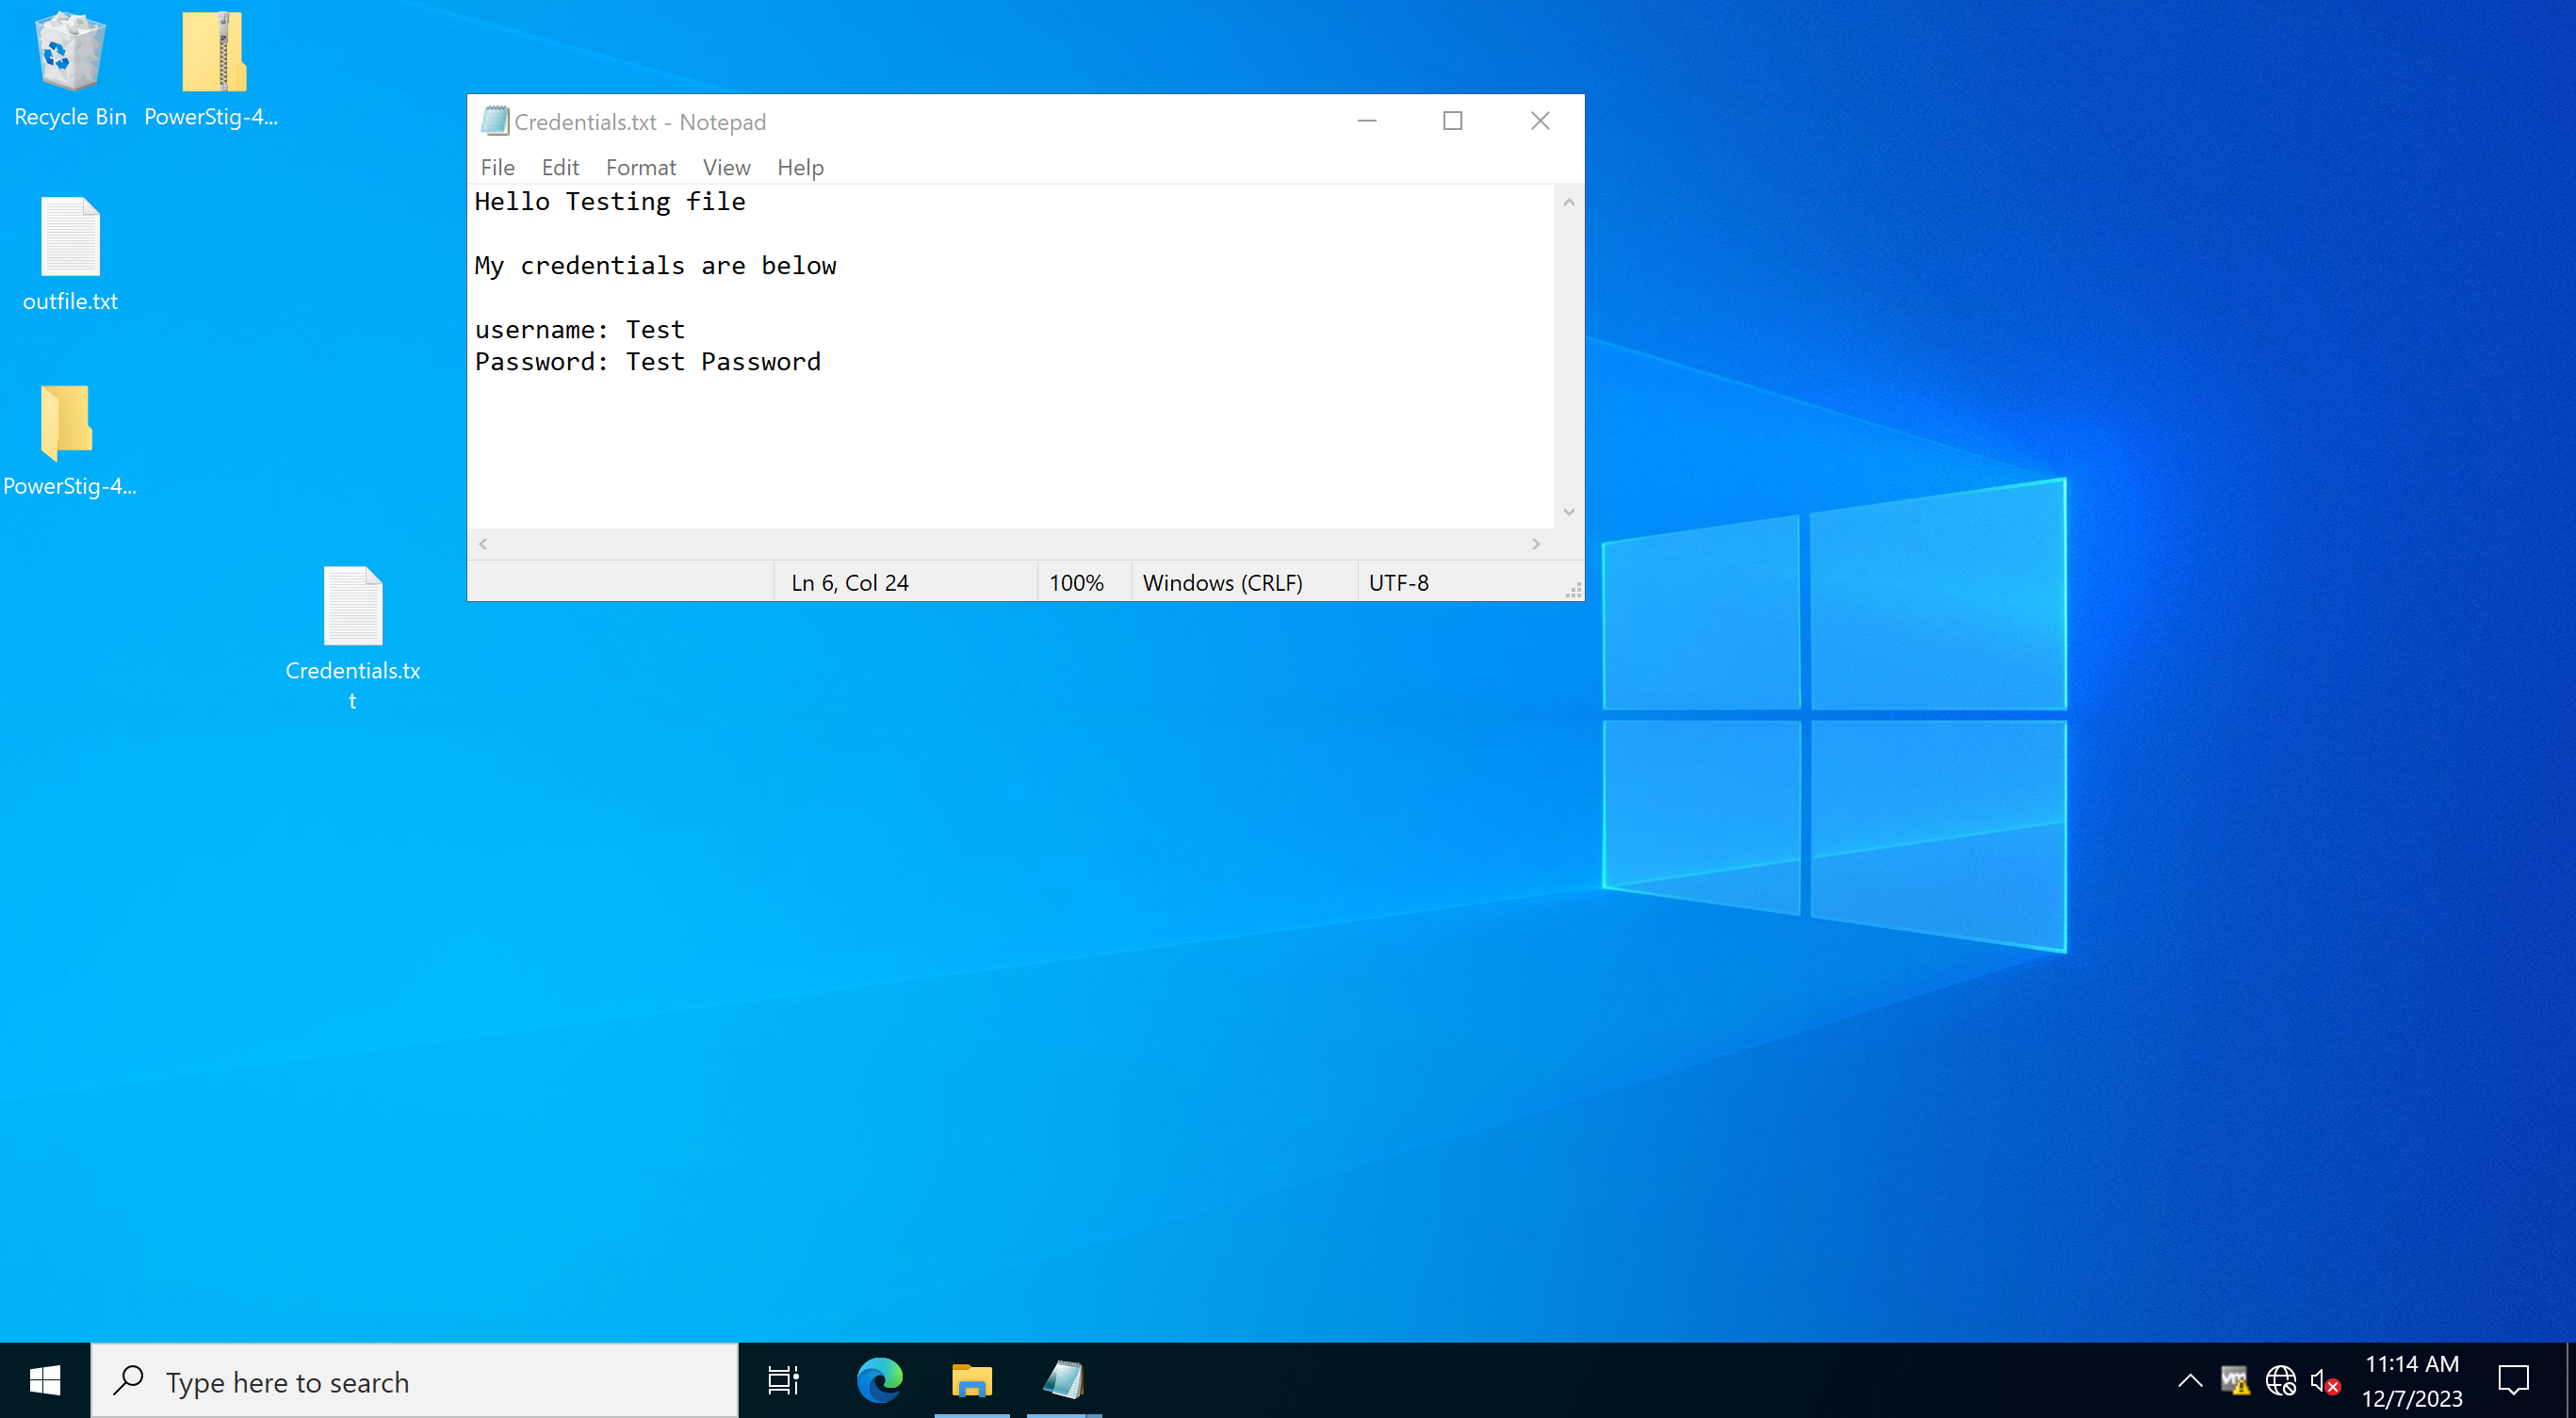 Recycle Bin
PowerStig-4...
outfile.txt
PowerStig-4...
Credentials.tx
t
Credentials.txt - Notepad
File Edit Format View Help
Hello Testing file
My credentials are below
username: Test
Password: Test Password
Ln 6, Col 24 100% Windows (CRLF) UTF-8
Type here to search
vm
11:14 AM
12/7/2023